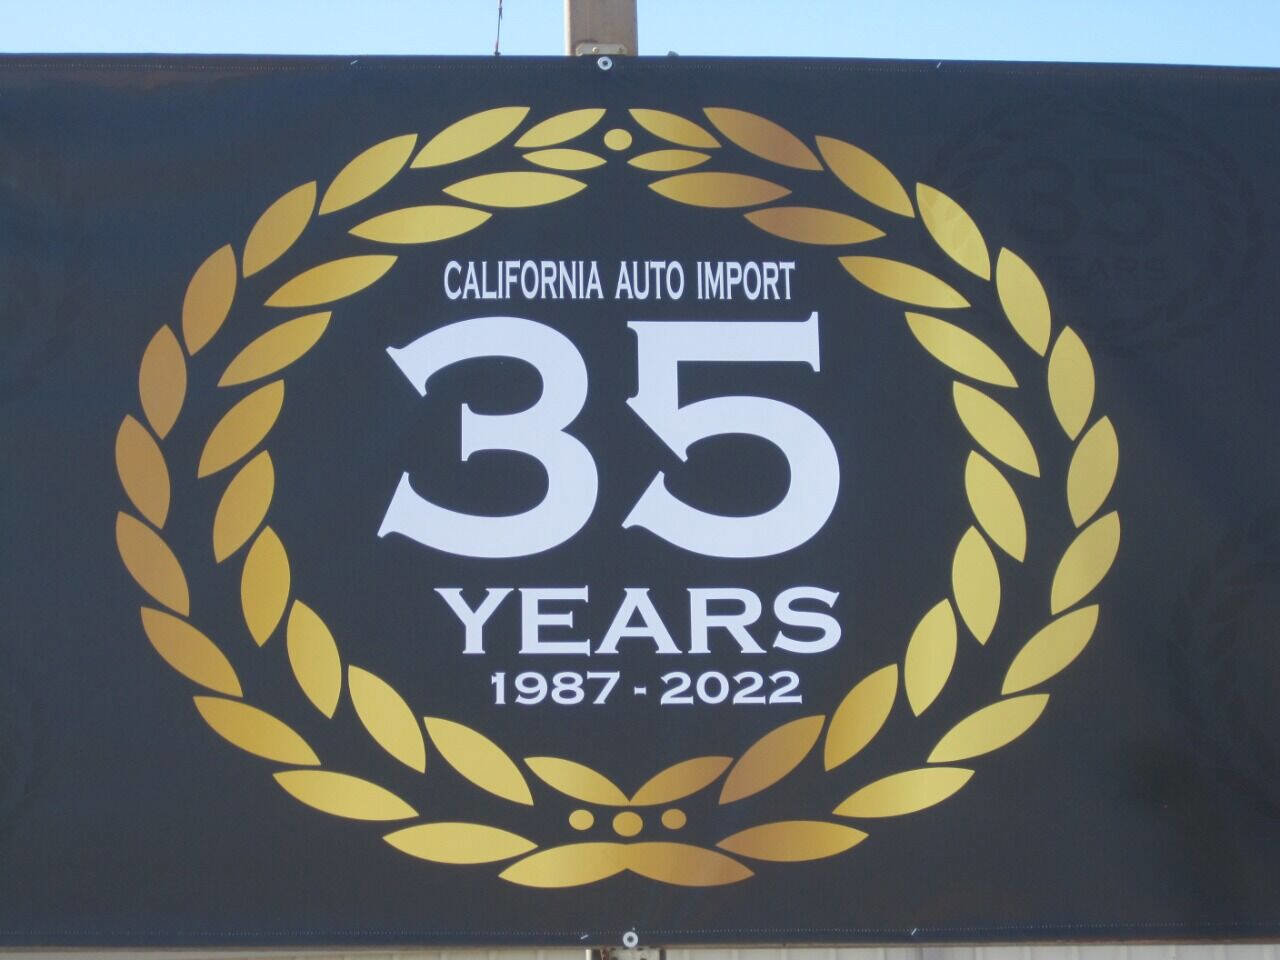 CALIFORNIA AUTO IMPORT
35
YEARS
1987 - 2022